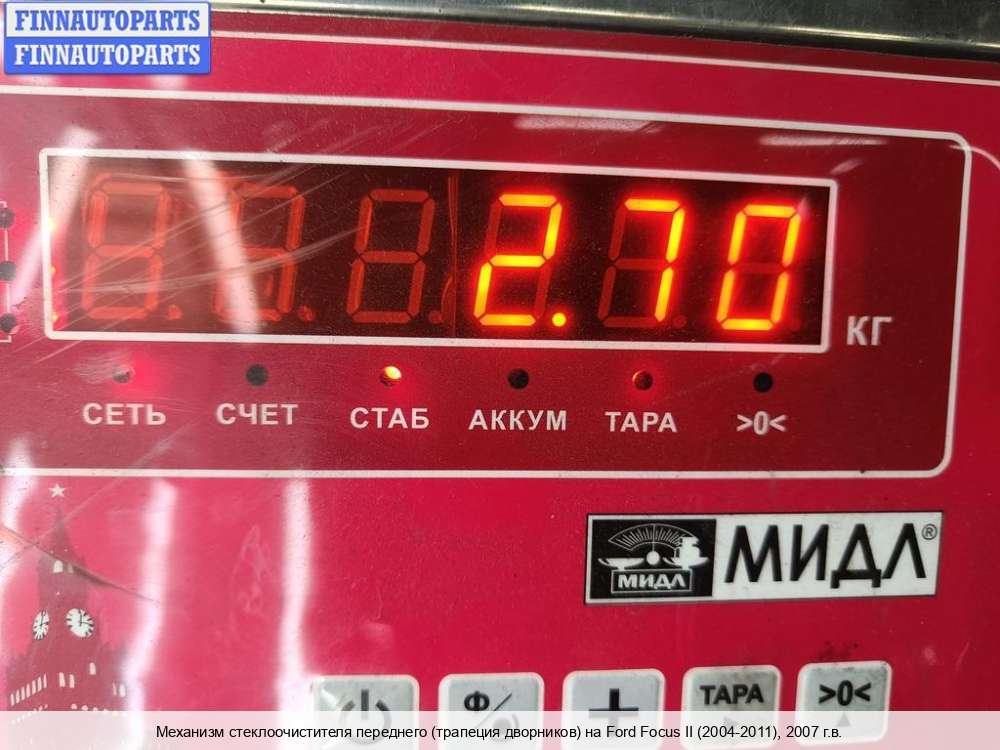 FINNAUTOPARTS
FINNAUTOPARTS
2.70
КГ
СЕТЬ СЧЕТ СТАБ АККУМ ТАРА >0<
МИДЛ МИДЛ®
Ф/ + ТАРА >0<
Механизм стеклоочистителя переднего (трапеция дворников) на Ford Focus II (2004-2011), 2007 г.в.